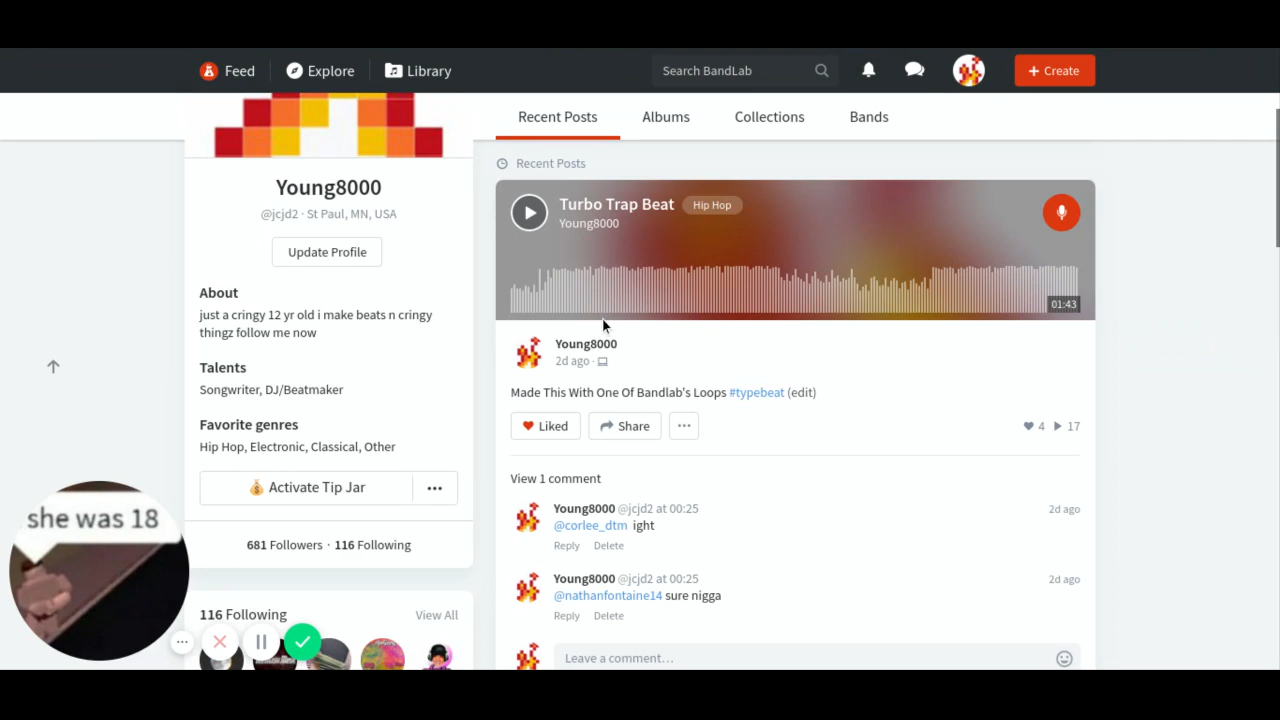 Feed
Explore
Library
Search BandLab
+ Create
Recent Posts
Albums
Collections
Bands
Young8000
@jcjd2 · St Paul, MN, USA
Update Profile
About
just a cringy 12 yr old i make beats n cringy
thingz follow me now
Talents
Songwriter, DJ/Beatmaker
Favorite genres
Hip Hop, Electronic, Classical, Other
Activate Tip Jar
681 Followers · 116 Following
116 Following
View All
she was 18
Recent Posts
Turbo Trap Beat
Hip Hop
Young8000
01:43
Young8000
2d ago ·
Made This With One Of Bandlab's Loops #typebeat (edit)
Liked
Share
4
17
View 1 comment
Young8000 @jcjd2 at 00:25
2d ago
@corlee_dtm ight
Reply
Delete
Young8000 @jcjd2 at 00:25
2d ago
@nathanfontaine14 sure nigga
Reply
Delete
Leave a comment…